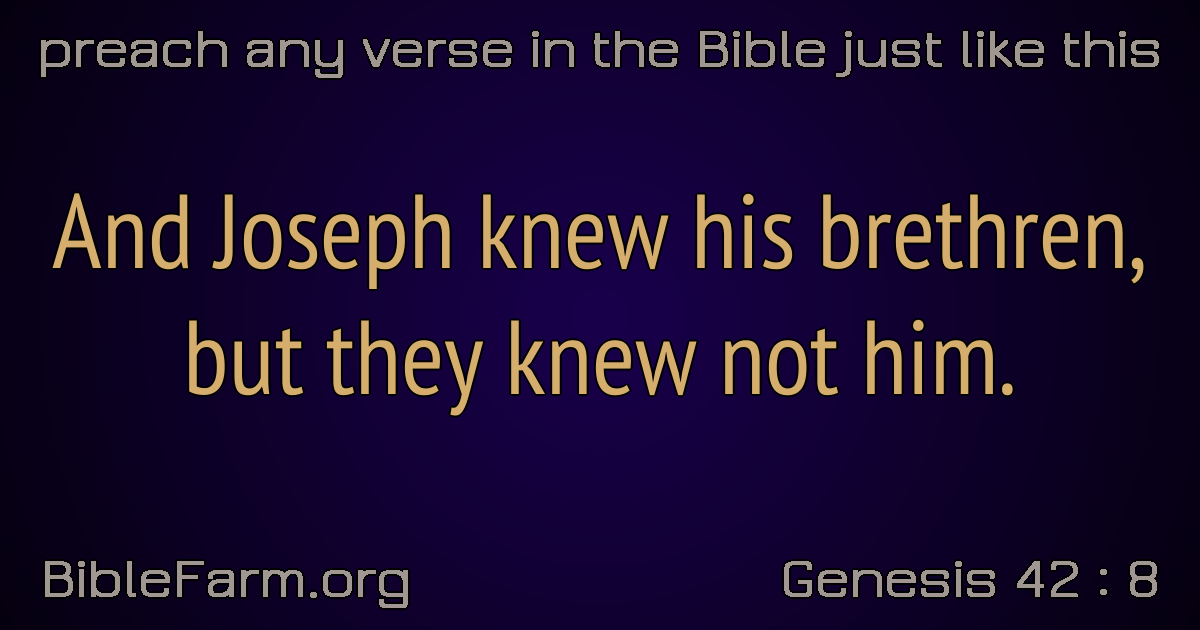 preach any verse in the Bible just like this
And Joseph knew his brethren,
but they knew not him.
BibleFarm.org
Genesis 42 : 8